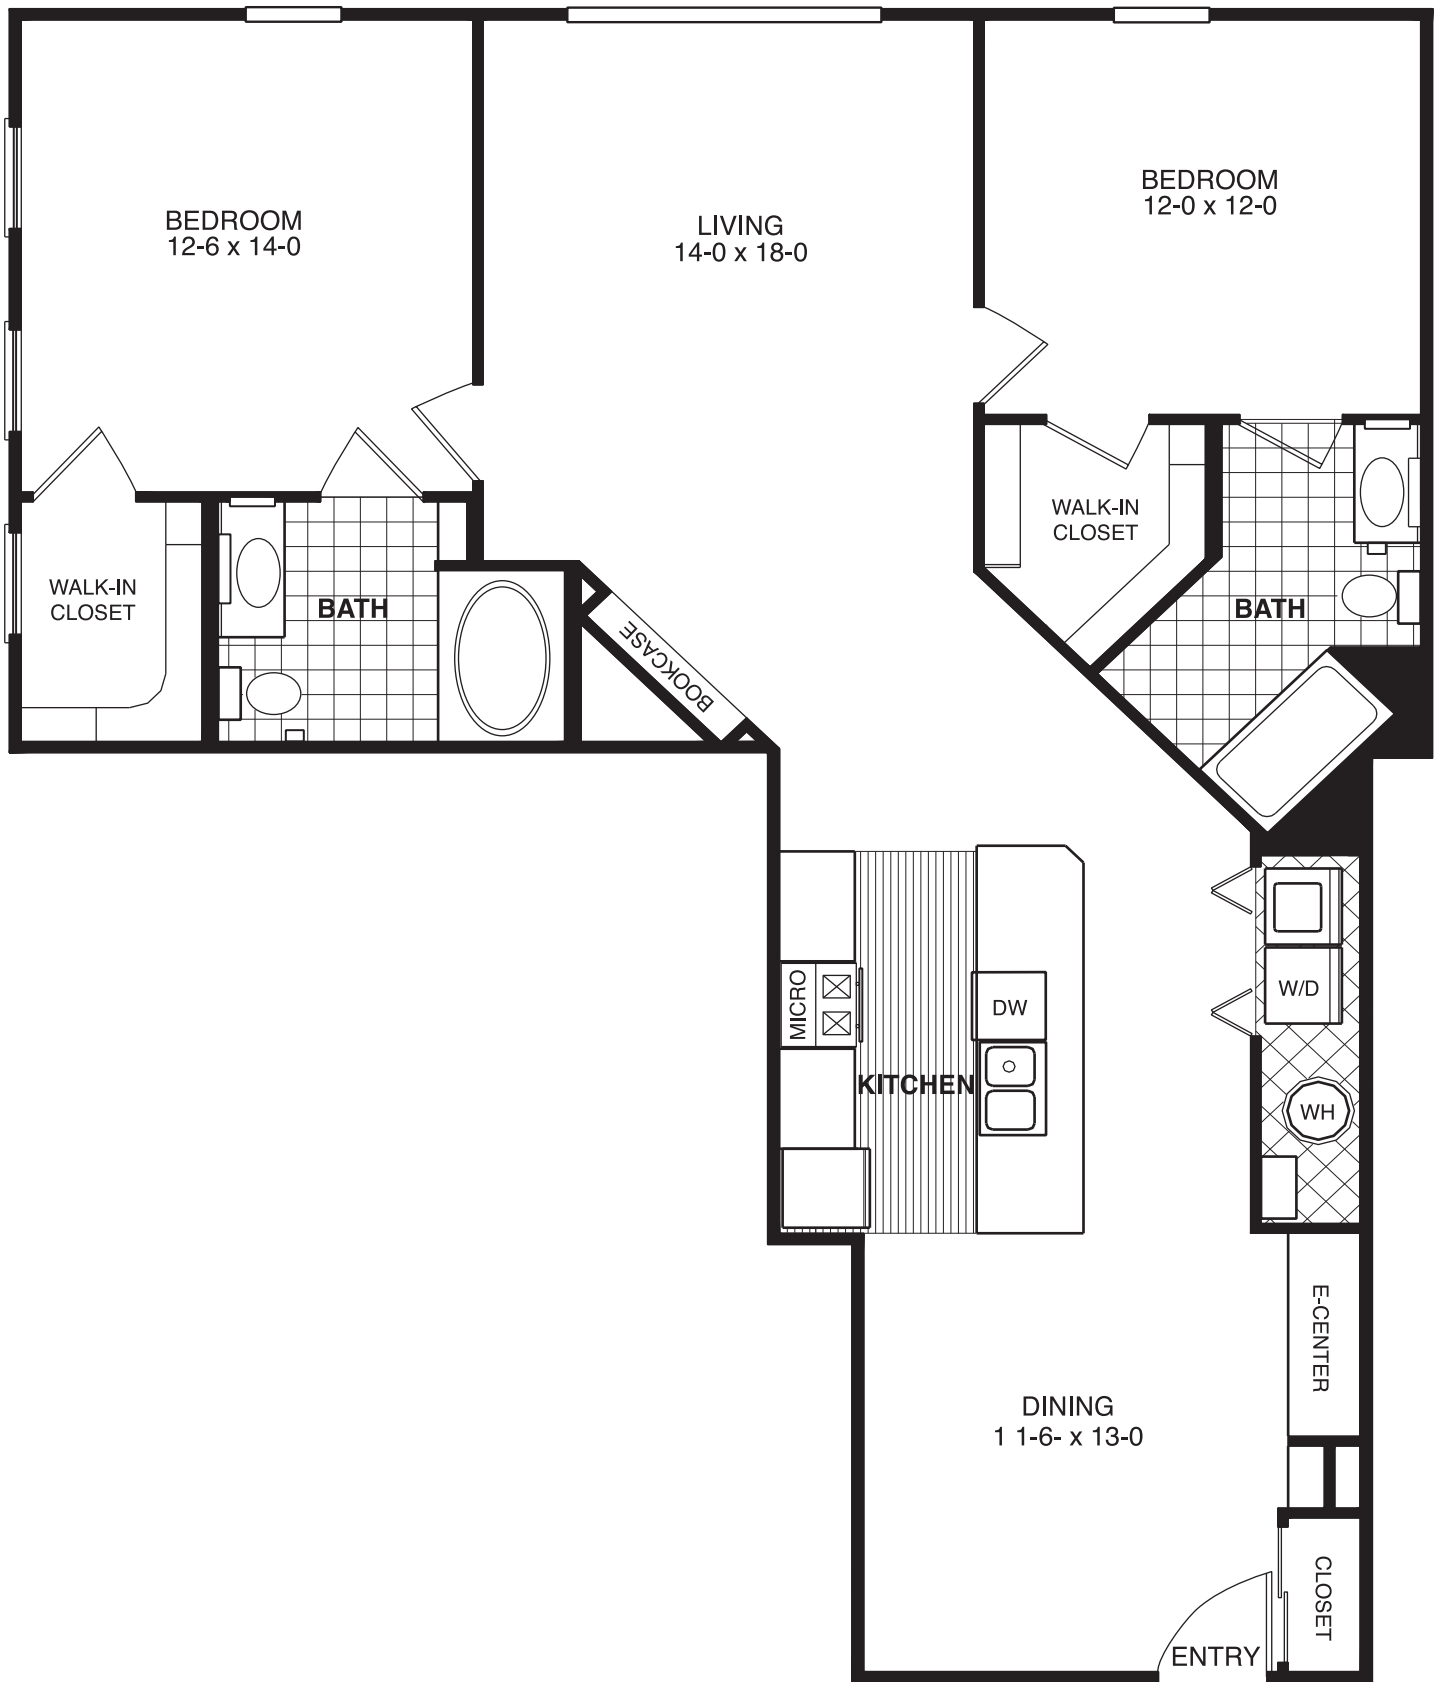 BEDROOM
12-6 x 14-0
LIVING
14-0 x 18-0
BEDROOM
12-0 x 12-0
WALK-IN
CLOSET
BATH
BOOKCASE
WALK-IN
CLOSET
BATH
MICRO
DW
KITCHEN
W/D
WH
E-CENTER
DINING
1 1-6- x 13-0
CLOSET
ENTRY